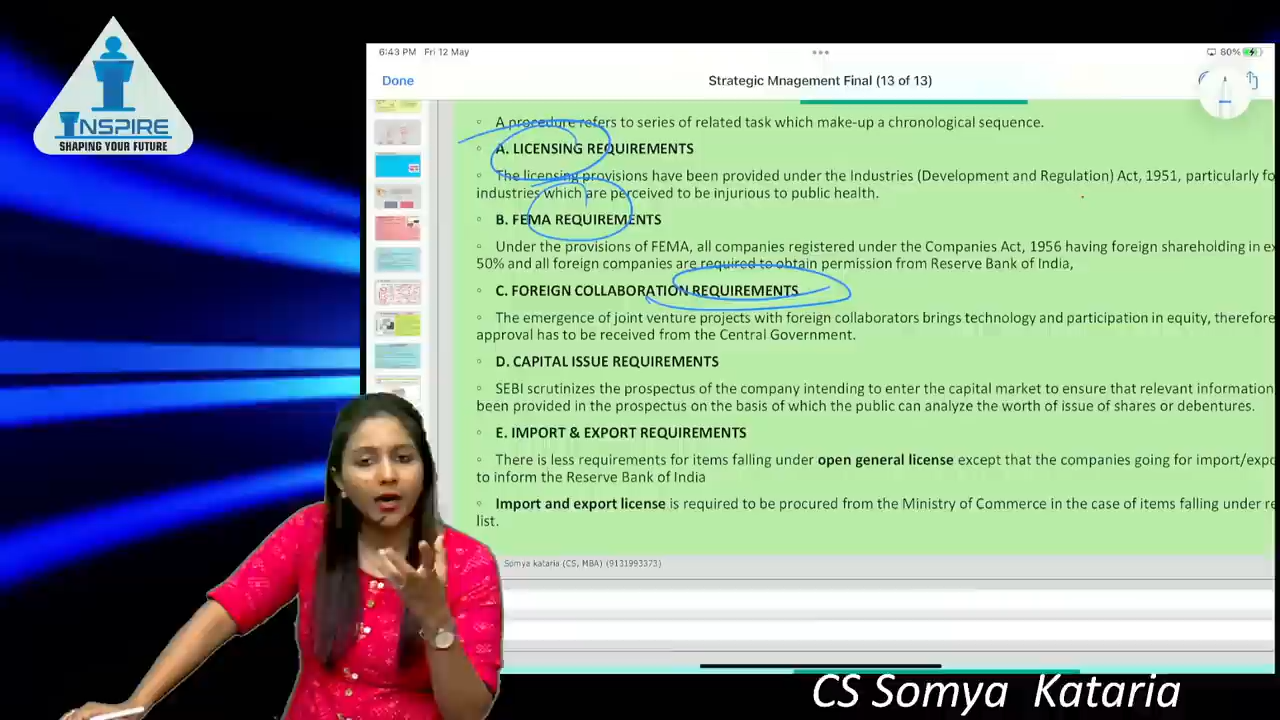 INSPIRE
SHAPING YOUR FUTURE
6:43 PM Fri 12 May
80%
Done
Strategic Mnagement Final (13 of 13)
A procedure refers to series of related task which make-up a chronological sequence.
A. LICENSING REQUIREMENTS
The licensing provisions have been provided under the Industries (Development and Regulation) Act, 1951, particularly fo
industries which are perceived to be injurious to public health.
B. FEMA REQUIREMENTS
Under the provisions of FEMA, all companies registered under the Companies Act, 1956 having foreign shareholding in ex
50% and all foreign companies are required to obtain permission from Reserve Bank of India,
C. FOREIGN COLLABORATION REQUIREMENTS
The emergence of joint venture projects with foreign collaborators brings technology and participation in equity, therefore
approval has to be received from the Central Government.
D. CAPITAL ISSUE REQUIREMENTS
SEBI scrutinizes the prospectus of the company intending to enter the capital market to ensure that relevant information
been provided in the prospectus on the basis of which the public can analyze the worth of issue of shares or debentures.
E. IMPORT & EXPORT REQUIREMENTS
There is less requirements for items falling under open general license except that the companies going for import/expo
to inform the Reserve Bank of India
Import and export license is required to be procured from the Ministry of Commerce in the case of items falling under re
list.
Somya kataria (CS, MBA) (9131993373)
CS Somya Kataria